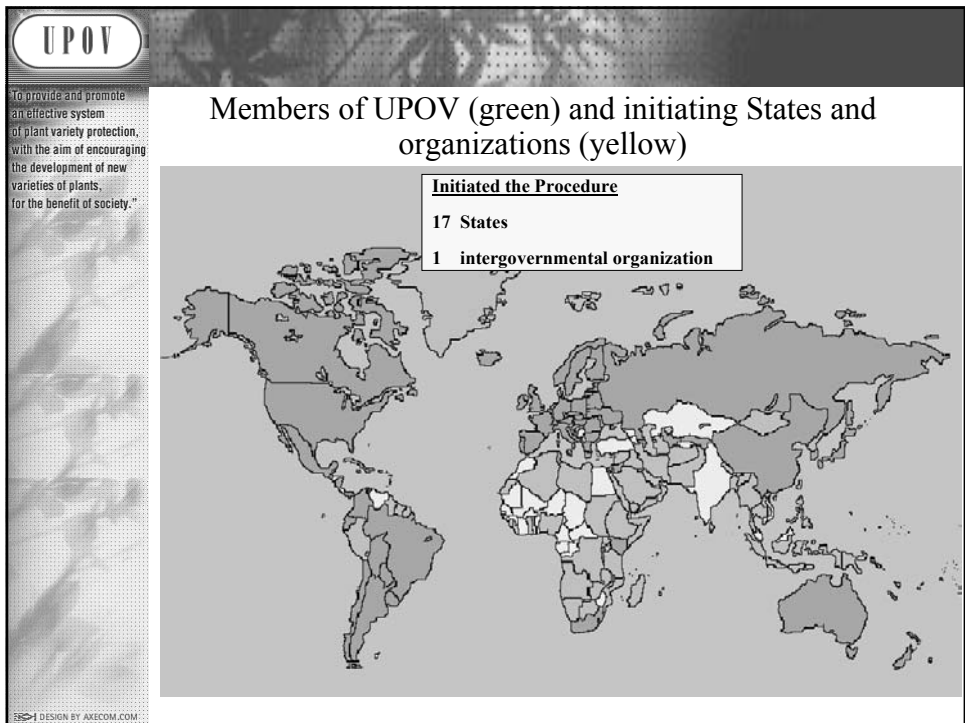 UPOV
"To provide and promote
an effective system
of plant variety protection,
with the aim of encouraging
the development of new
varieties of plants,
for the benefit of society."
Members of UPOV (green) and initiating States and
organizations (yellow)
Initiated the Procedure
17 States
1 intergovernmental organization
DESIGN BY AXECOM.COM